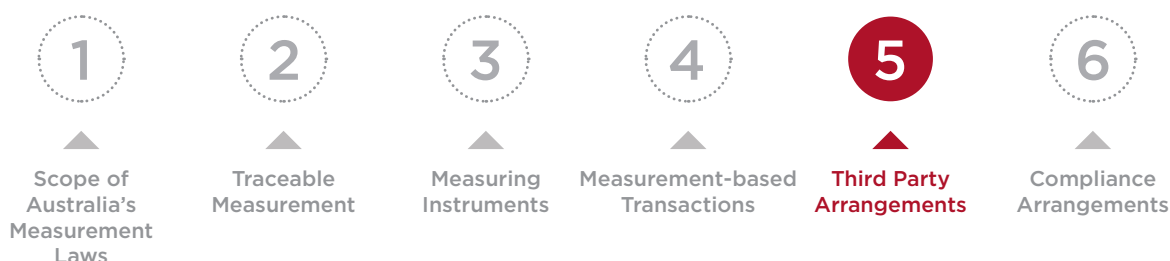 1 2 3 4 5 6
Scope of
Australia's
Measurement
Laws
Traceable
Measurement
Measuring
Instruments
Measurement-based
Transactions
Third Party
Arrangements
Compliance
Arrangements